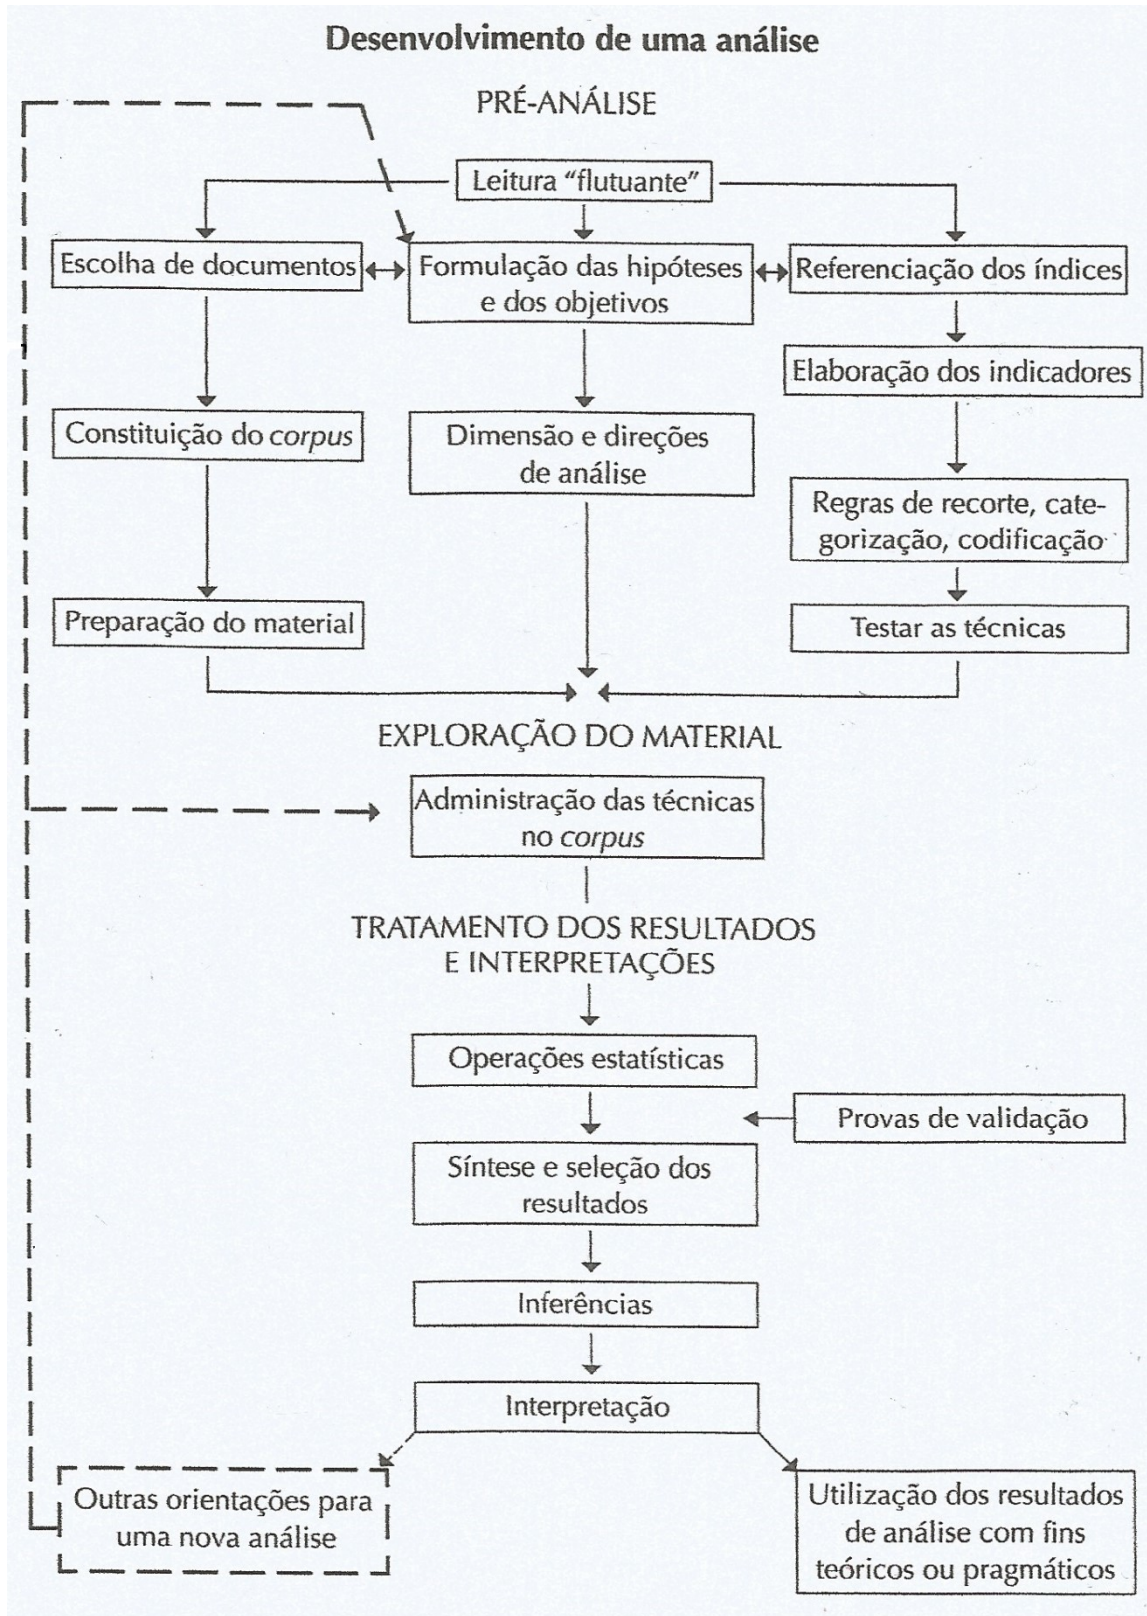 Desenvolvimento de uma análise
PRÉ-ANÁLISE
Leitura “flutuante”
Escolha de documentos
Formulação das hipóteses
e dos objetivos
Referenciação dos índices
Elaboração dos indicadores
Constituição do corpus
Dimensão e direções
de análise
Regras de recorte, cate-
gorização, codificação
Preparação do material
Testar as técnicas
EXPLORAÇÃO DO MATERIAL
Administração das técnicas
no corpus
TRATAMENTO DOS RESULTADOS
E INTERPRETAÇÕES
Operações estatísticas
Provas de validação
Síntese e seleção dos
resultados
Inferências
Interpretação
Outras orientações para
uma nova análise
Utilização dos resultados
de análise com fins
teóricos ou pragmáticos